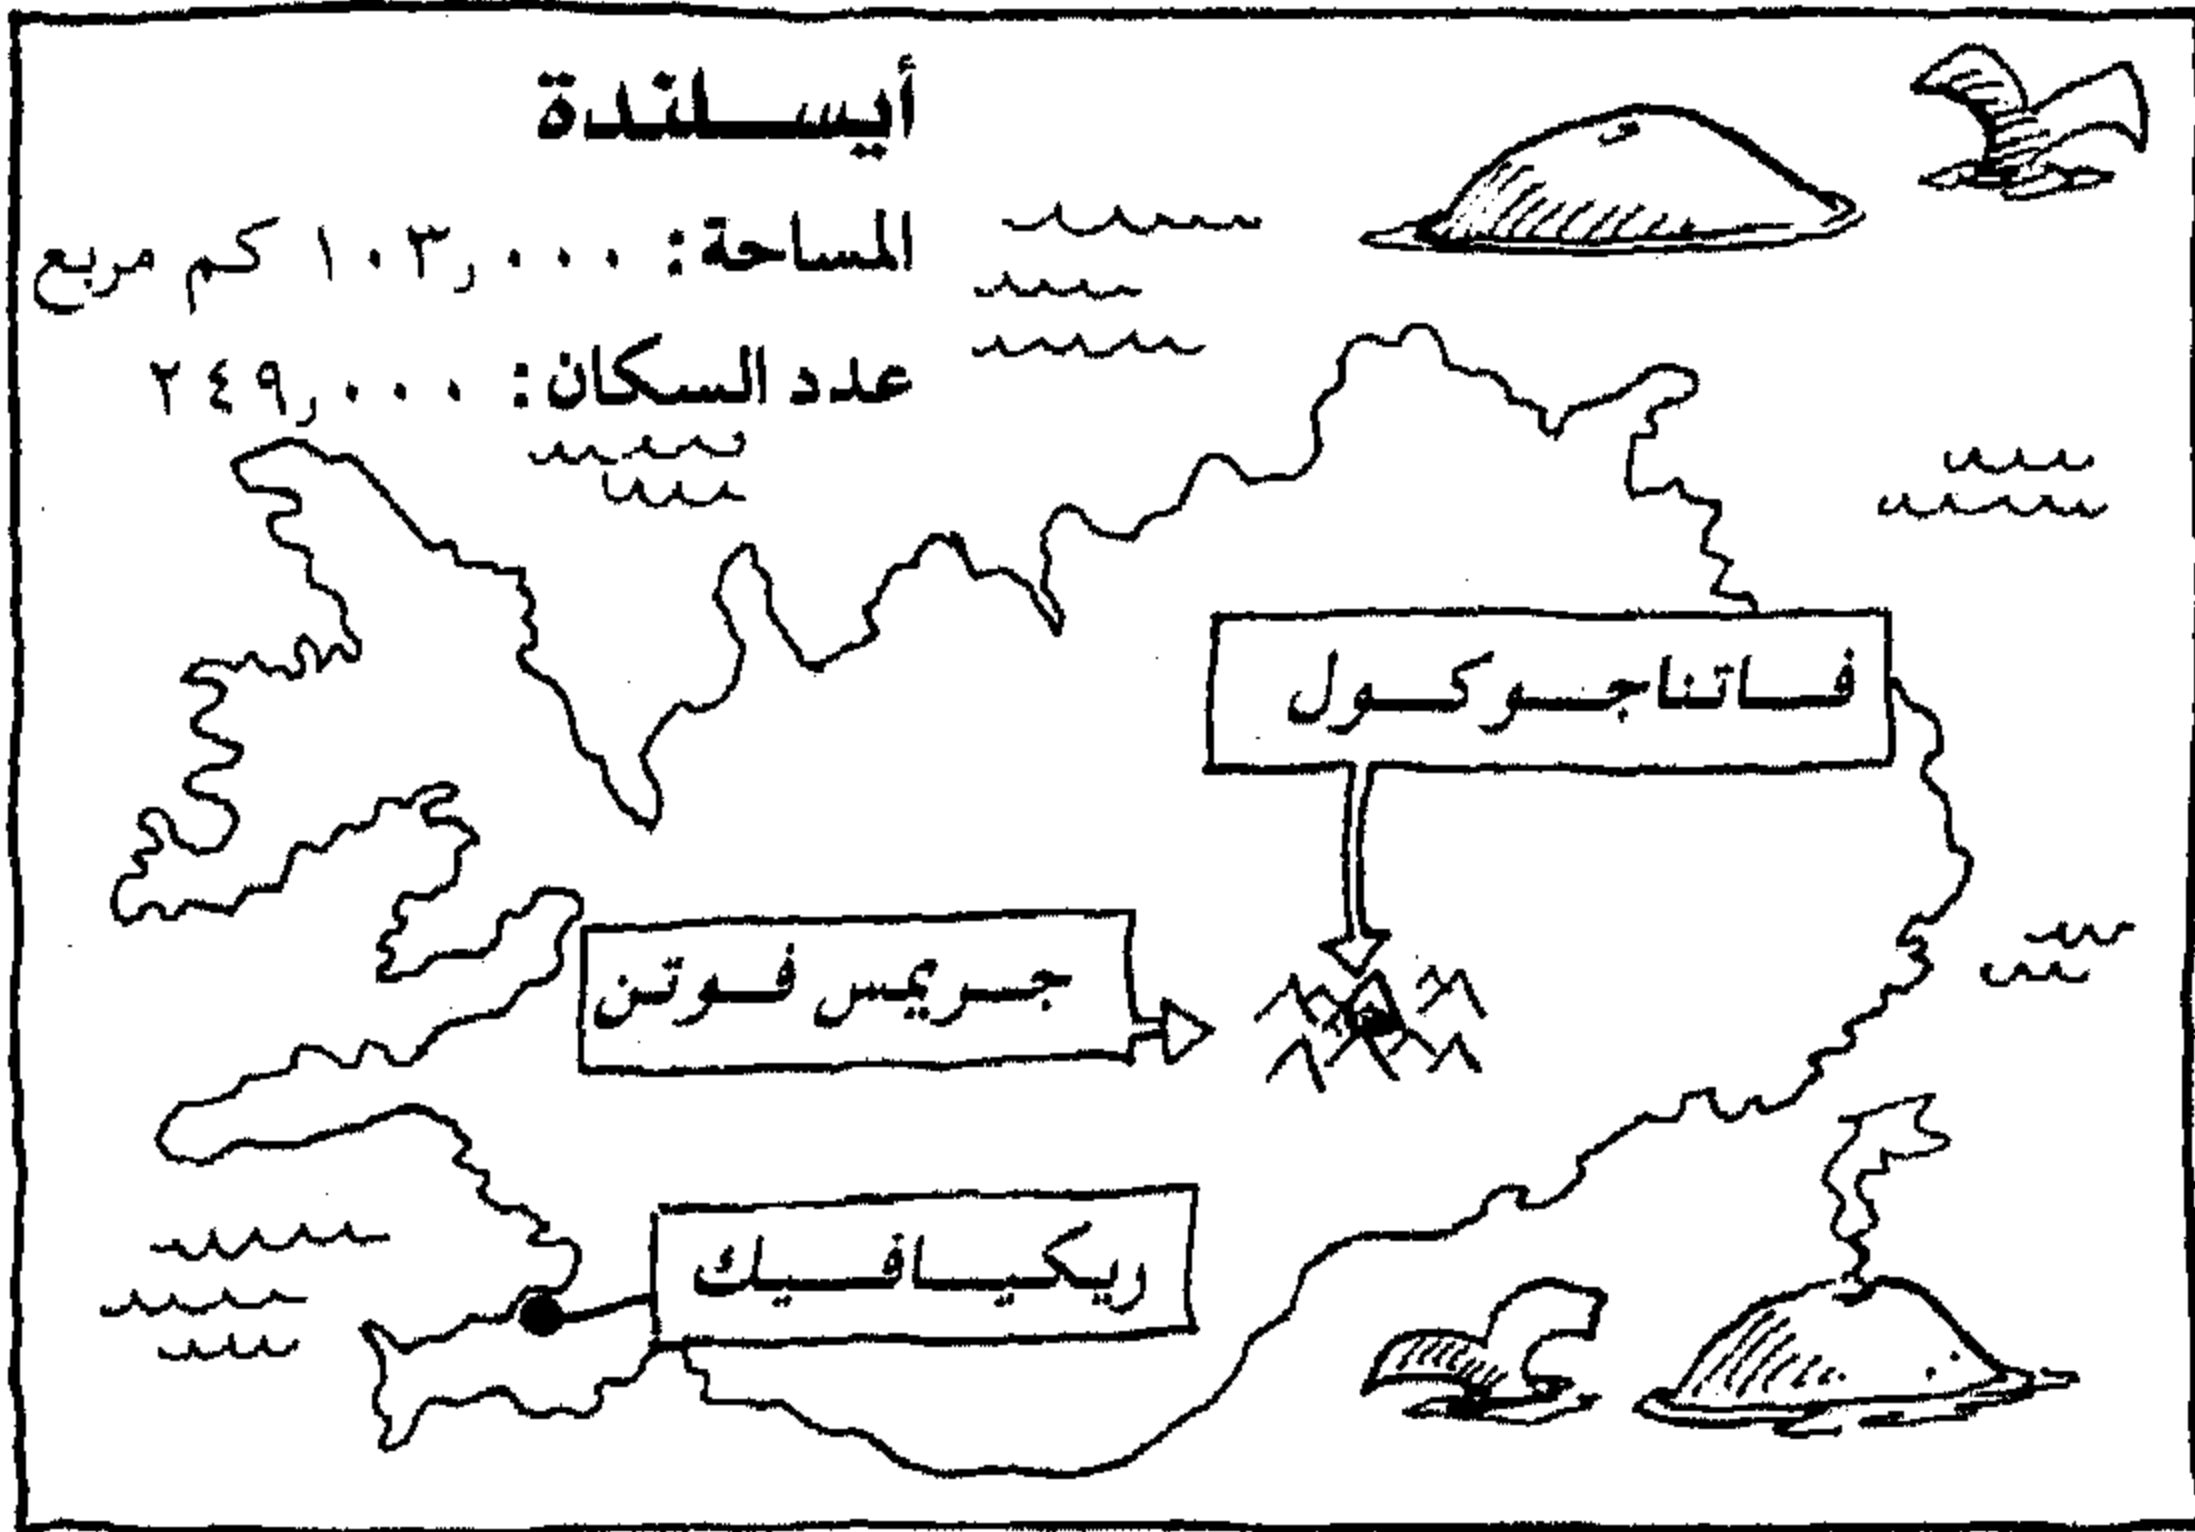 أيسلندة
المساحة: ١٠٣٫٠٠٠ كم مربع
عدد السكان: ٢٤٩٫٠٠٠
فاتناجوكول
جريمس فوتن
ريكيافيك